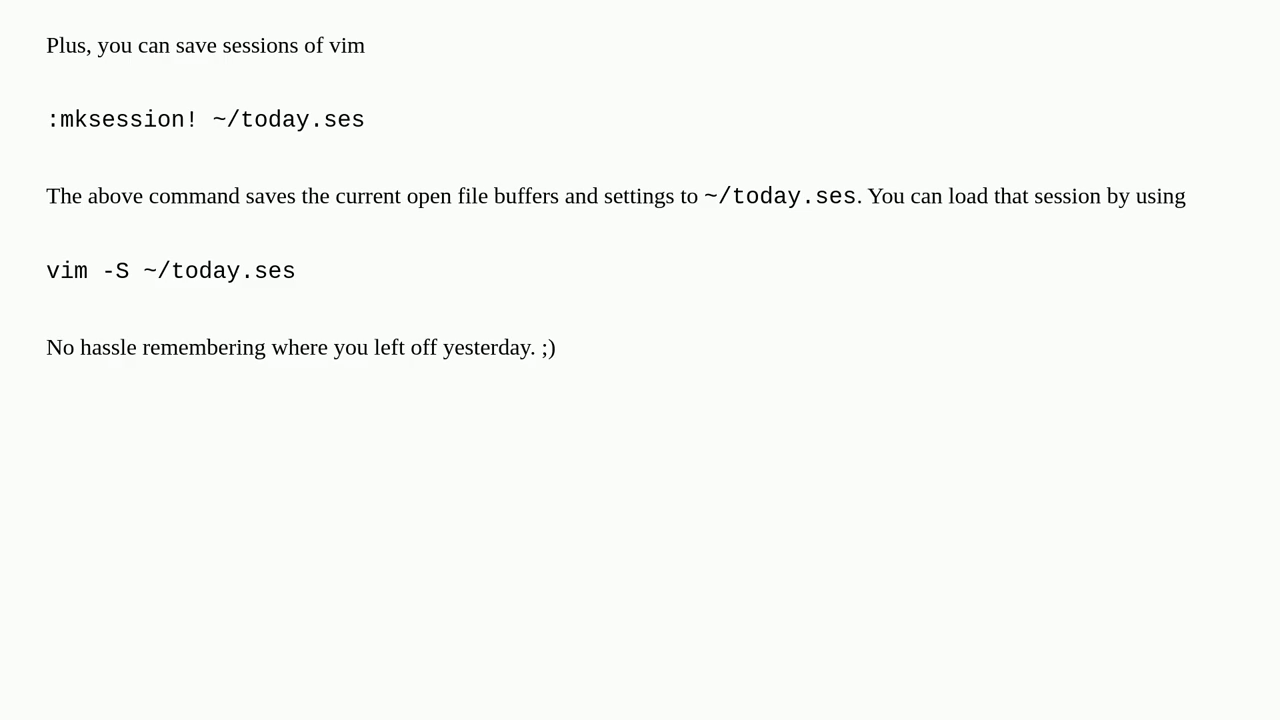 Plus, you can save sessions of vim
:mksession! ~/today.ses
The above command saves the current open file buffers and settings to ~/today.ses. You can load that session by using
vim -S ~/today.ses
No hassle remembering where you left off yesterday. ;)